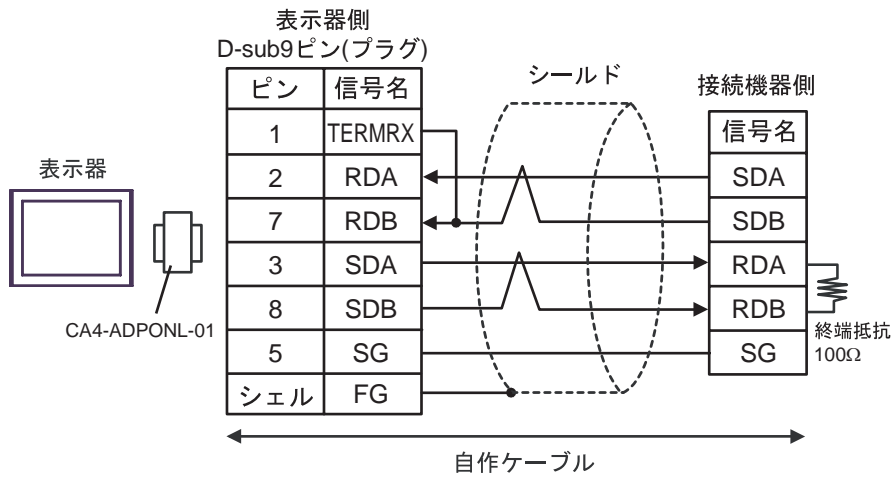 表示器側
D-sub9ピン(プラグ)
シールド
接続機器側
表示器
CA4-ADPONL-01
ピン 信号名
1 TERMRX
2 RDA
7 RDB
3 SDA
8 SDB
5 SG
シェル FG
信号名
SDA
SDB
RDA
RDB
SG
終端抵抗
100Ω
自作ケーブル